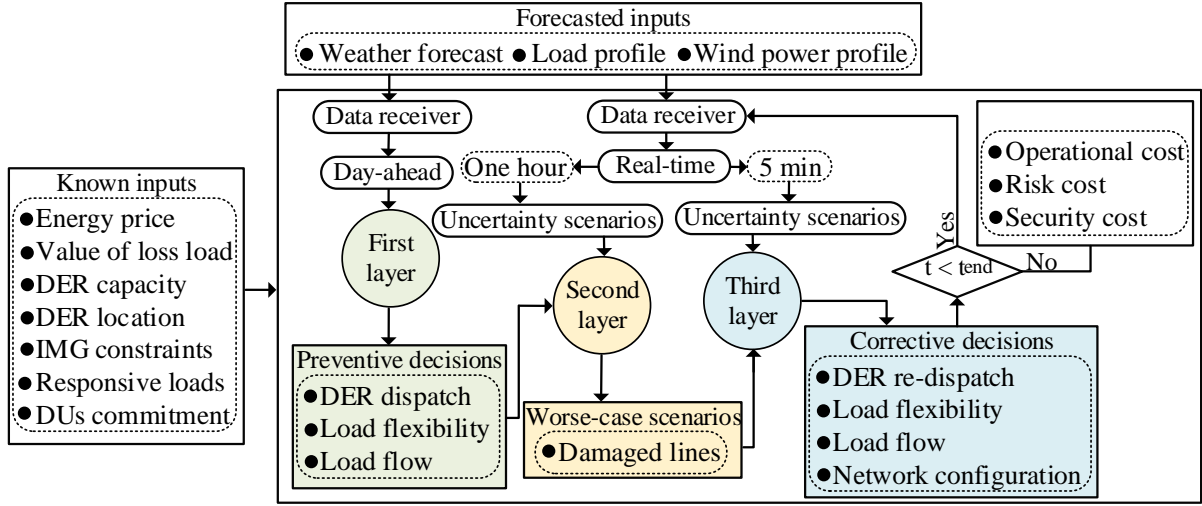 Forecasted inputs
● Weather forecast ● Load profile ● Wind power profile
Known inputs
● Energy price
● Value of loss load
● DER capacity
● DER location
● IMG constraints
● Responsive loads
● DUs commitment
Data receiver
Day-ahead
First
layer
Preventive decisions
● DER dispatch
● Load flexibility
● Load flow
Data receiver
One hour
Real-time
5 min
Uncertainty scenarios
Second
layer
Worse-case scenarios
● Damaged lines
Uncertainty scenarios
Third
layer
Corrective decisions
● DER re-dispatch
● Load flexibility
● Load flow
● Network configuration
t < tend
Yes
No
● Operational cost
● Risk cost
● Security cost